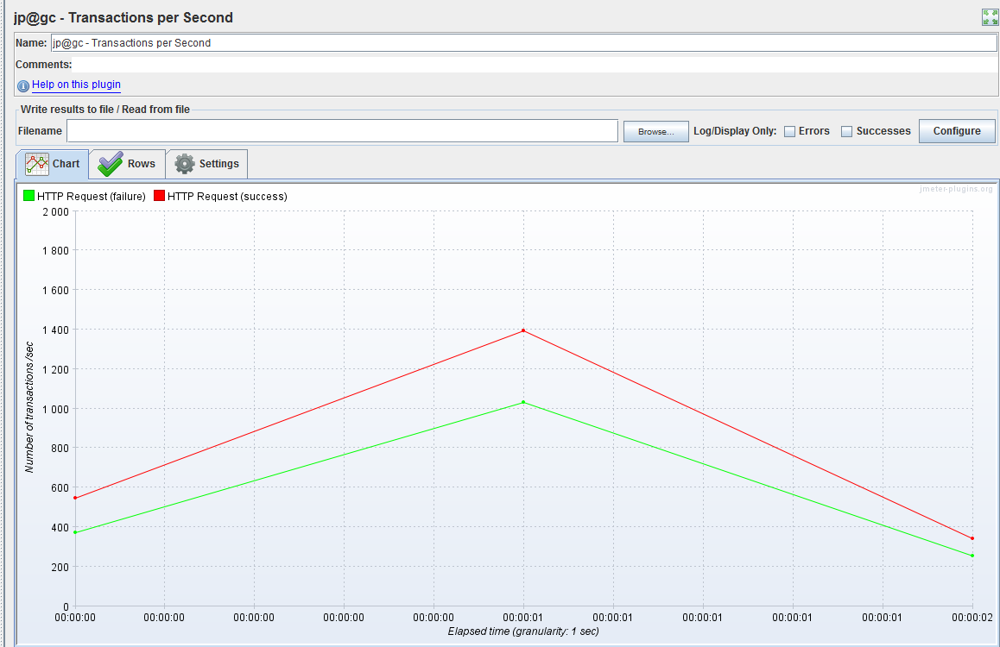 jp@gc - Transactions per Second
Name: jp@gc - Transactions per Second
Comments:
Help on this plugin
Write results to file / Read from file
Filename Browse... Log/Display Only: Errors Successes Configure
Chart Rows Settings
jmeter-plugins.org
HTTP Request (failure) HTTP Request (success)
2 000
1 800
1 600
1 400
1 200
1 000
800
600
400
200
0
Number of transactions /sec
00:00:00 00:00:00 00:00:00 00:00:00 00:00:00 00:00:01 00:00:01 00:00:01 00:00:01 00:00:01 00:00:02
Elapsed time (granularity: 1 sec)